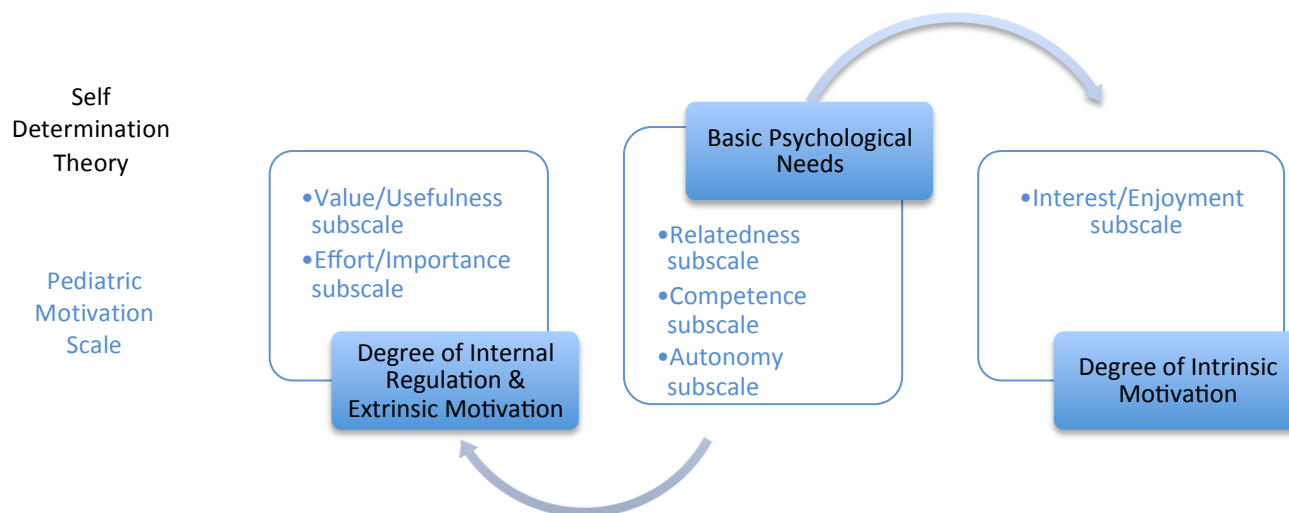 Self
Determination
Theory
Pediatric
Motivation
Scale
•Value/Usefulness
subscale
•Effort/Importance
subscale
Degree of Internal
Regulation &
Extrinsic Motivation
Basic Psychological
Needs
•Relatedness
subscale
•Competence
subscale
•Autonomy
subscale
•Interest/Enjoyment
subscale
Degree of Intrinsic
Motivation